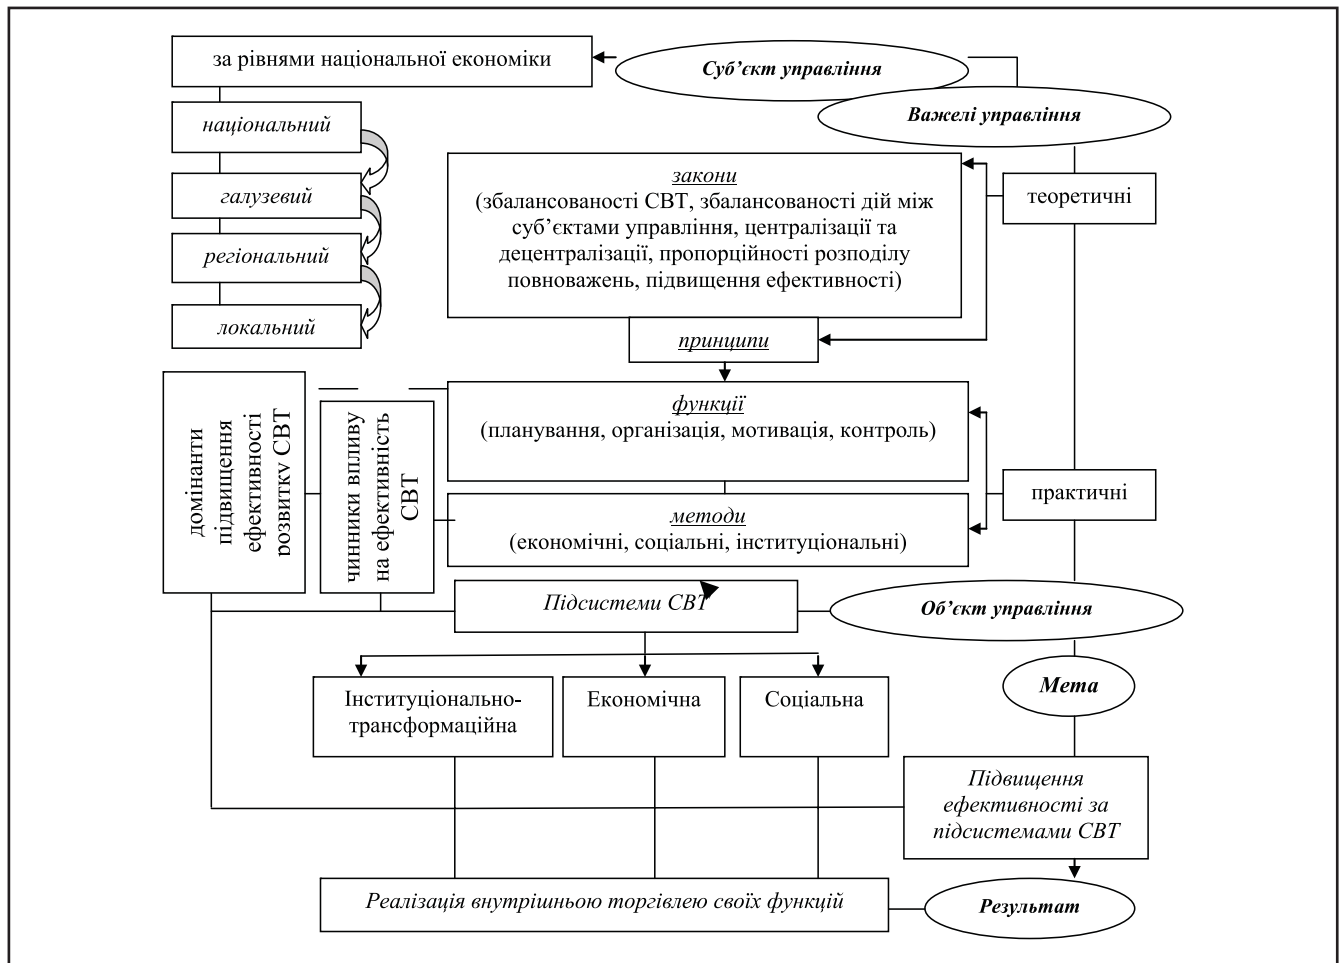 за рівнями національної економіки
Суб’єкт управління
Важелі управління
національний
галузевий
регіональний
локальний
закони
(збалансованості СВТ, збалансованості дій між
суб’єктами управління, централізації та
децентралізації, пропорційності розподілу
повноважень, підвищення ефективності)
теоретичні
принципи
функції
(планування, організація, мотивація, контроль)
практичні
методи
(економічні, соціальні, інституціональні)
домінанти
підвищення
ефективності
розвитку СВТ
чинники впливу
на ефективність
СВТ
Підсистеми СВТ
Об’єкт управління
Мета
Інституціонально-
трансформаційна
Економічна
Соціальна
Підвищення
ефективності за
підсистемами СВТ
Реалізація внутрішньою торгівлею своїх функцій
Результат